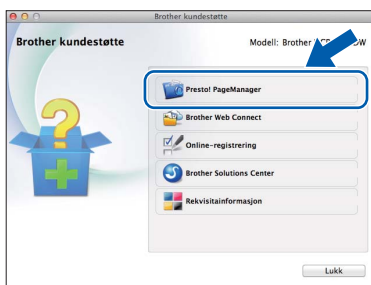 Brother kundestøtte
Brother kundestøtte
Modell: Brother
Presto! PageManager
Brother Web Connect
Online-registrering
Brother Solutions Center
Rekvisitainformasjon
Lukk